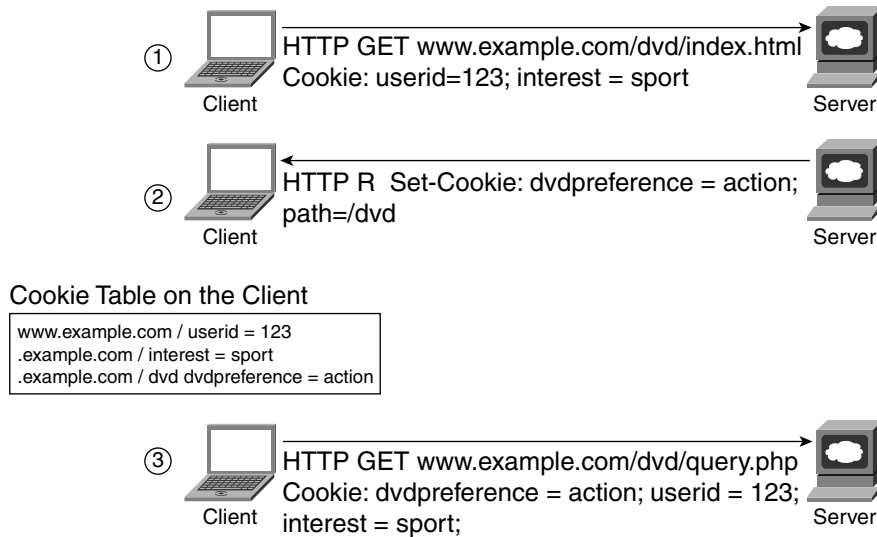 ①
HTTP GET www.example.com/dvd/index.html
Cookie: userid=123; interest = sport
Client
Server
②
HTTP R  Set-Cookie: dvdpreference = action;
path=/dvd
Client
Server
Cookie Table on the Client
www.example.com / userid = 123
.example.com / interest = sport
.example.com / dvd dvdpreference = action
③
HTTP GET www.example.com/dvd/query.php
Cookie: dvdpreference = action; userid = 123;
interest = sport;
Client
Server